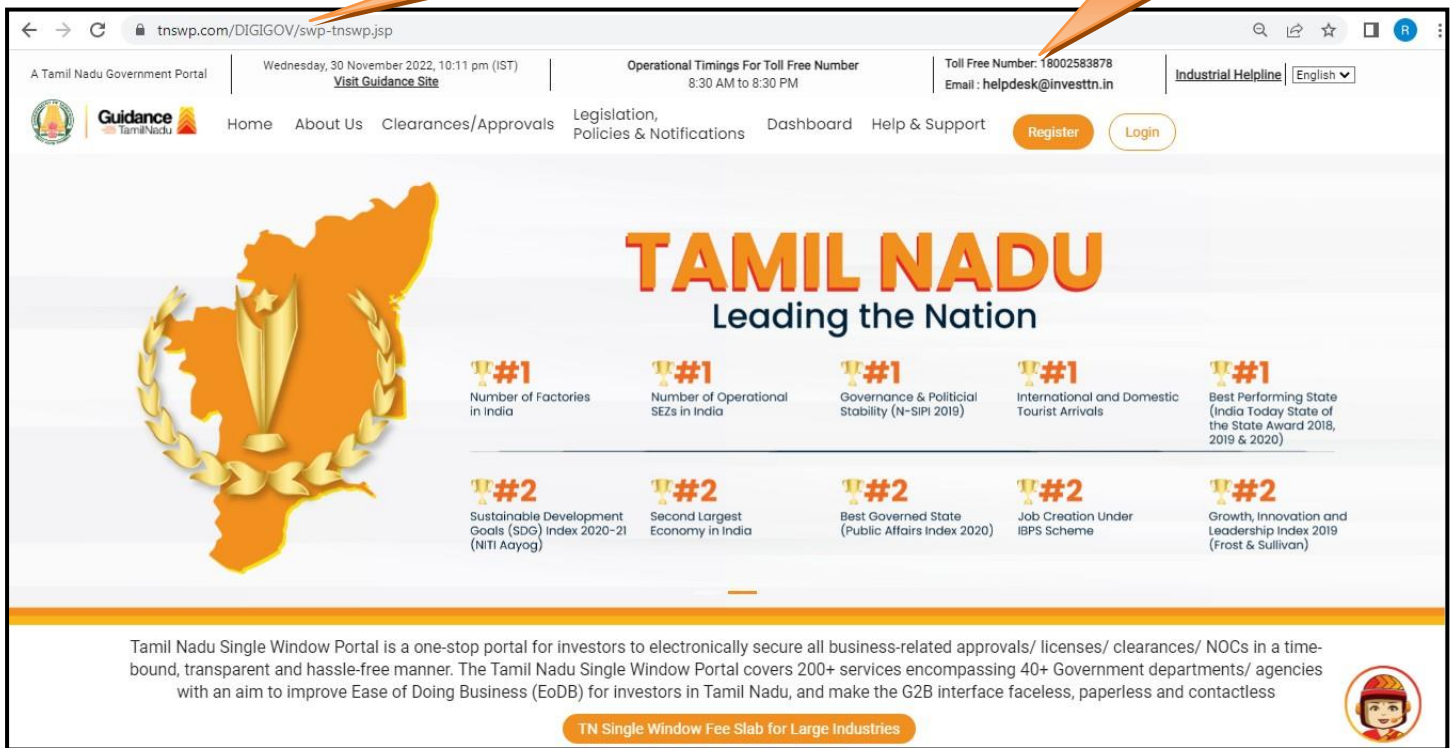 tnswp.com/DIGIGOV/swp-tnswp.jsp
R
A Tamil Nadu Government Portal
Wednesday, 30 November 2022, 10:11 pm (IST)
Visit Guidance Site
Operational Timings For Toll Free Number
8:30 AM to 8:30 PM
Toll Free Number: 18002583878
Email : helpdesk@investtn.in
Industrial Helpline
English
Guidance
TamilNadu
Home
About Us
Clearances/Approvals
Legislation,
Policies & Notifications
Dashboard
Help & Support
Register
Login
TAMIL NADU
Leading the Nation
#1
Number of Factories
in India
#1
Number of Operational
SEZs in India
#1
Governance & Politicial
Stability (N-SIPI 2019)
#1
International and Domestic
Tourist Arrivals
#1
Best Performing State
(India Today State of
the State Award 2018,
2019 & 2020)
#2
Sustainable Development
Goals (SDG) Index 2020-21
(NITI Aayog)
#2
Second Largest
Economy in India
#2
Best Governed State
(Public Affairs Index 2020)
#2
Job Creation Under
IBPS Scheme
#2
Growth, Innovation and
Leadership Index 2019
(Frost & Sullivan)
Tamil Nadu Single Window Portal is a one-stop portal for investors to electronically secure all business-related approvals/ licenses/ clearances/ NOCs in a time-
bound, transparent and hassle-free manner. The Tamil Nadu Single Window Portal covers 200+ services encompassing 40+ Government departments/ agencies
with an aim to improve Ease of Doing Business (EoDB) for investors in Tamil Nadu, and make the G2B interface faceless, paperless and contactless
TN Single Window Fee Slab for Large Industries